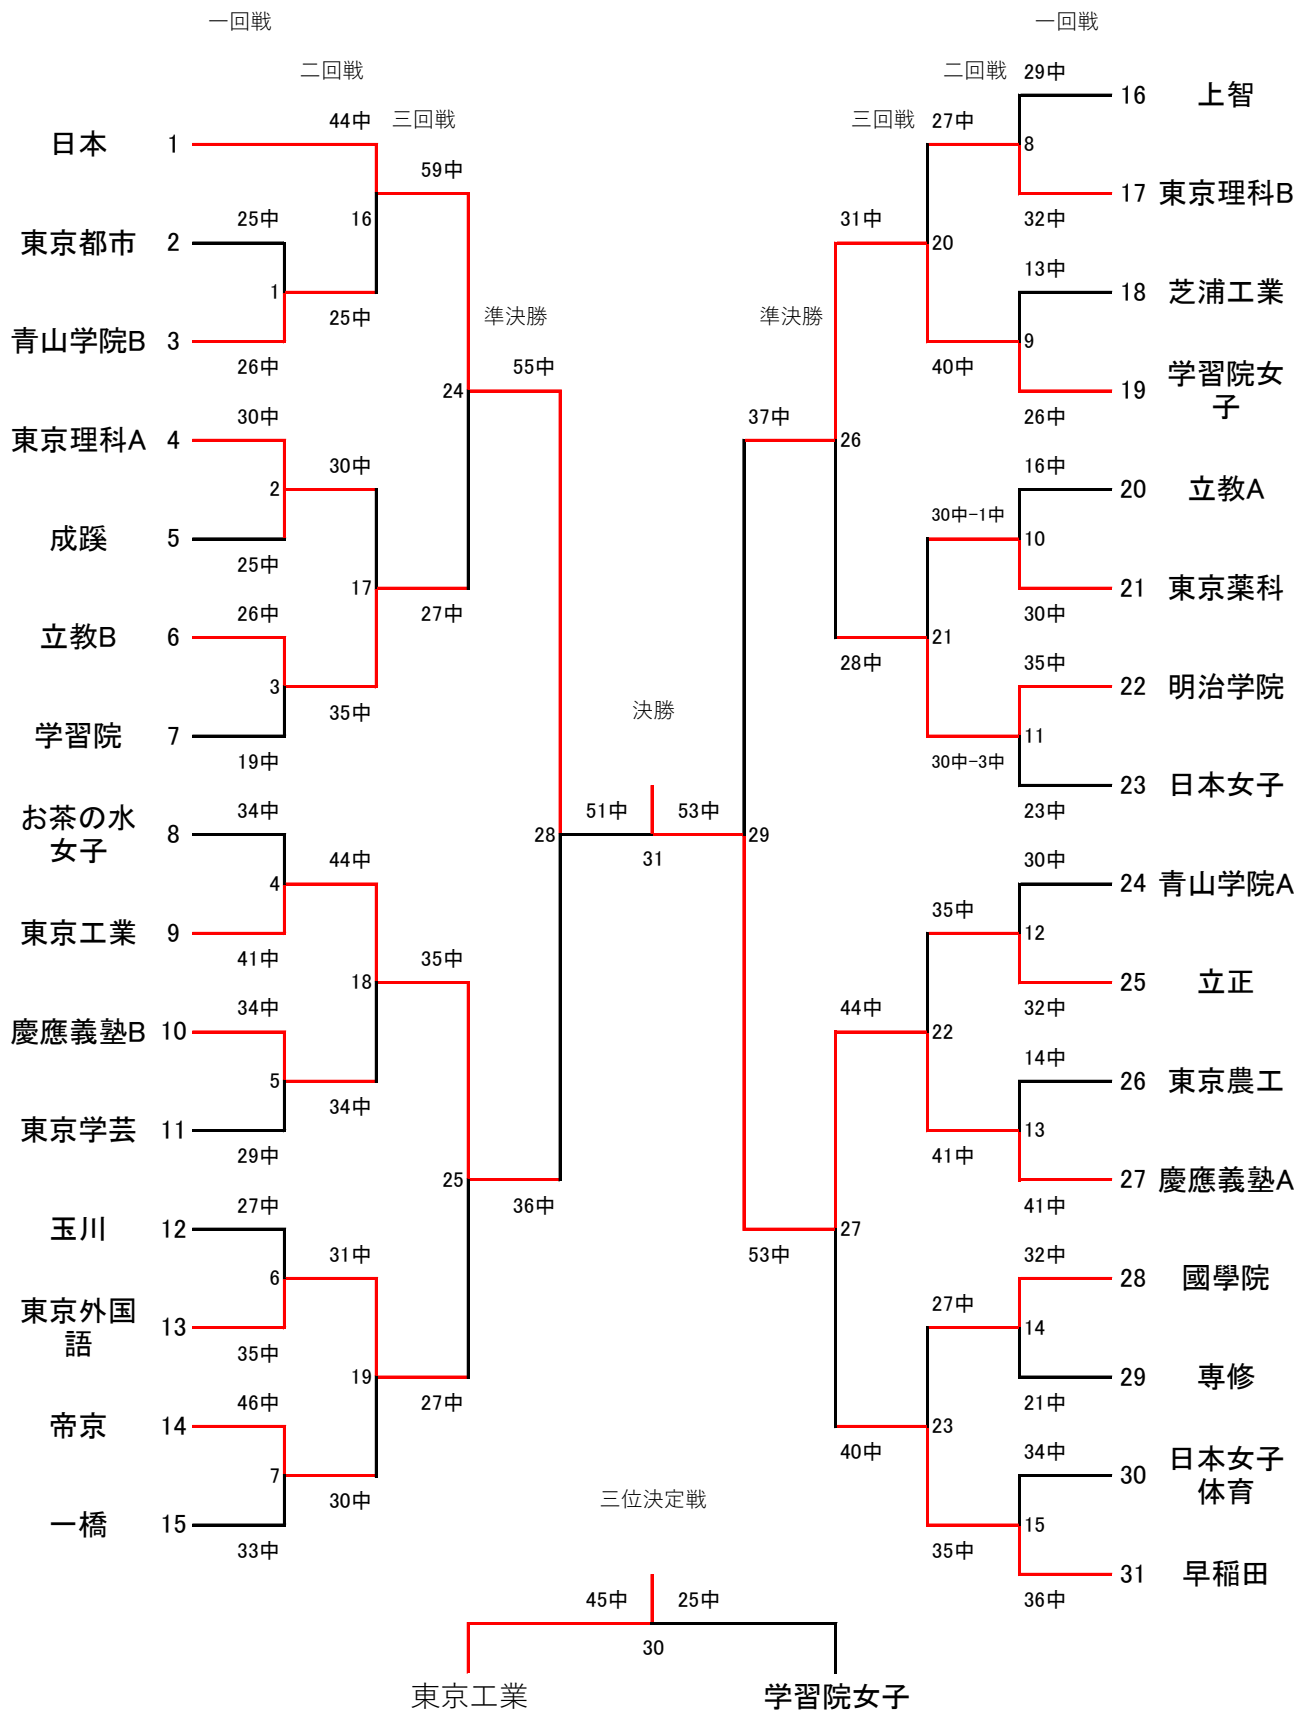 一回戦
一回戦
二回戦
二回戦
29中
16 上智
44中
三回戦
三回戦
27中
日本 1
8
59中
17 東京理科B
25中
16
31中
32中
東京都市 2
20
13中
1
18 芝浦工業
25中
準決勝
準決勝
青山学院B 3
9
26中
55中
40中
24
19 学習院女
子
30中
37中
26中
東京理科A 4
26
30中
16中
2
20 立教A
30中-1中
成蹊 5
10
25中
17
21 東京薬科
26中
27中
30中
立教B 6
21
28中
35中
3
22 明治学院
35中
決勝
学習院 7
11
19中
30中-3中
23 日本女子
34中
51中
53中
23中
お茶の水
女子
8
28
29
44中
31
30中
4
24 青山学院A
35中
東京工業 9
12
41中
35中
18
25 立正
34中
44中
32中
慶應義塾B 10
22
14中
5
26 東京農工
34中
東京学芸 11
13
29中
41中
25
27 慶應義塾A
27中
36中
41中
玉川 12
27
31中
53中
32中
6
28 國學院
27中
東京外国
語
13
14
35中
19
29 専修
46中
27中
21中
帝京 14
23
40中
34中
7
30 日本女子
体育
30中
三位決定戦
一橋 15
15
33中
35中
31 早稲田
45中
25中
36中
30
東京工業
学習院女子